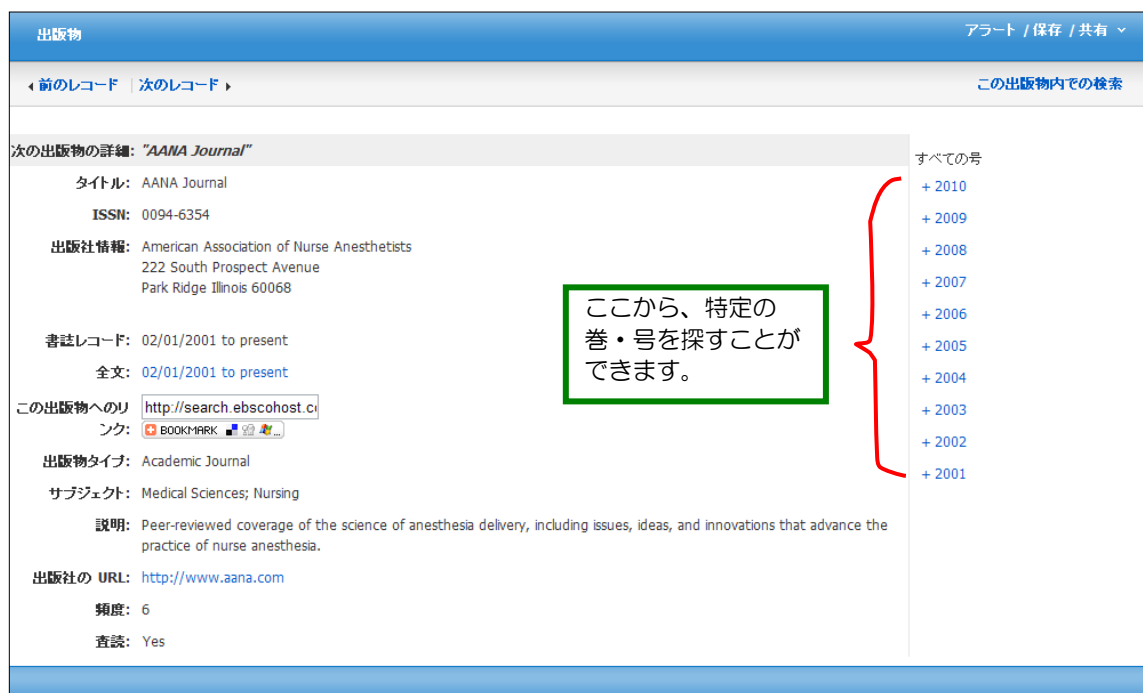 出版物
アラート / 保存 / 共有
前のレコード | 次のレコード
この出版物内での検索
次の出版物の詳細: "AANA Journal"
タイトル: AANA Journal
ISSN: 0094-6354
出版社情報: American Association of Nurse Anesthetists
222 South Prospect Avenue
Park Ridge Illinois 60068
書誌レコード: 02/01/2001 to present
全文: 02/01/2001 to present
この出版物へのリ
ンク:
http://search.ebscohost.c
BOOKMARK
出版物タイプ: Academic Journal
サブジェクト: Medical Sciences; Nursing
説明: Peer-reviewed coverage of the science of anesthesia delivery, including issues, ideas, and innovations that advance the
practice of nurse anesthesia.
出版社の URL: http://www.aana.com
頻度: 6
査読: Yes
ここから、特定の
巻・号を探すことが
できます。
すべての号
+ 2010
+ 2009
+ 2008
+ 2007
+ 2006
+ 2005
+ 2004
+ 2003
+ 2002
+ 2001